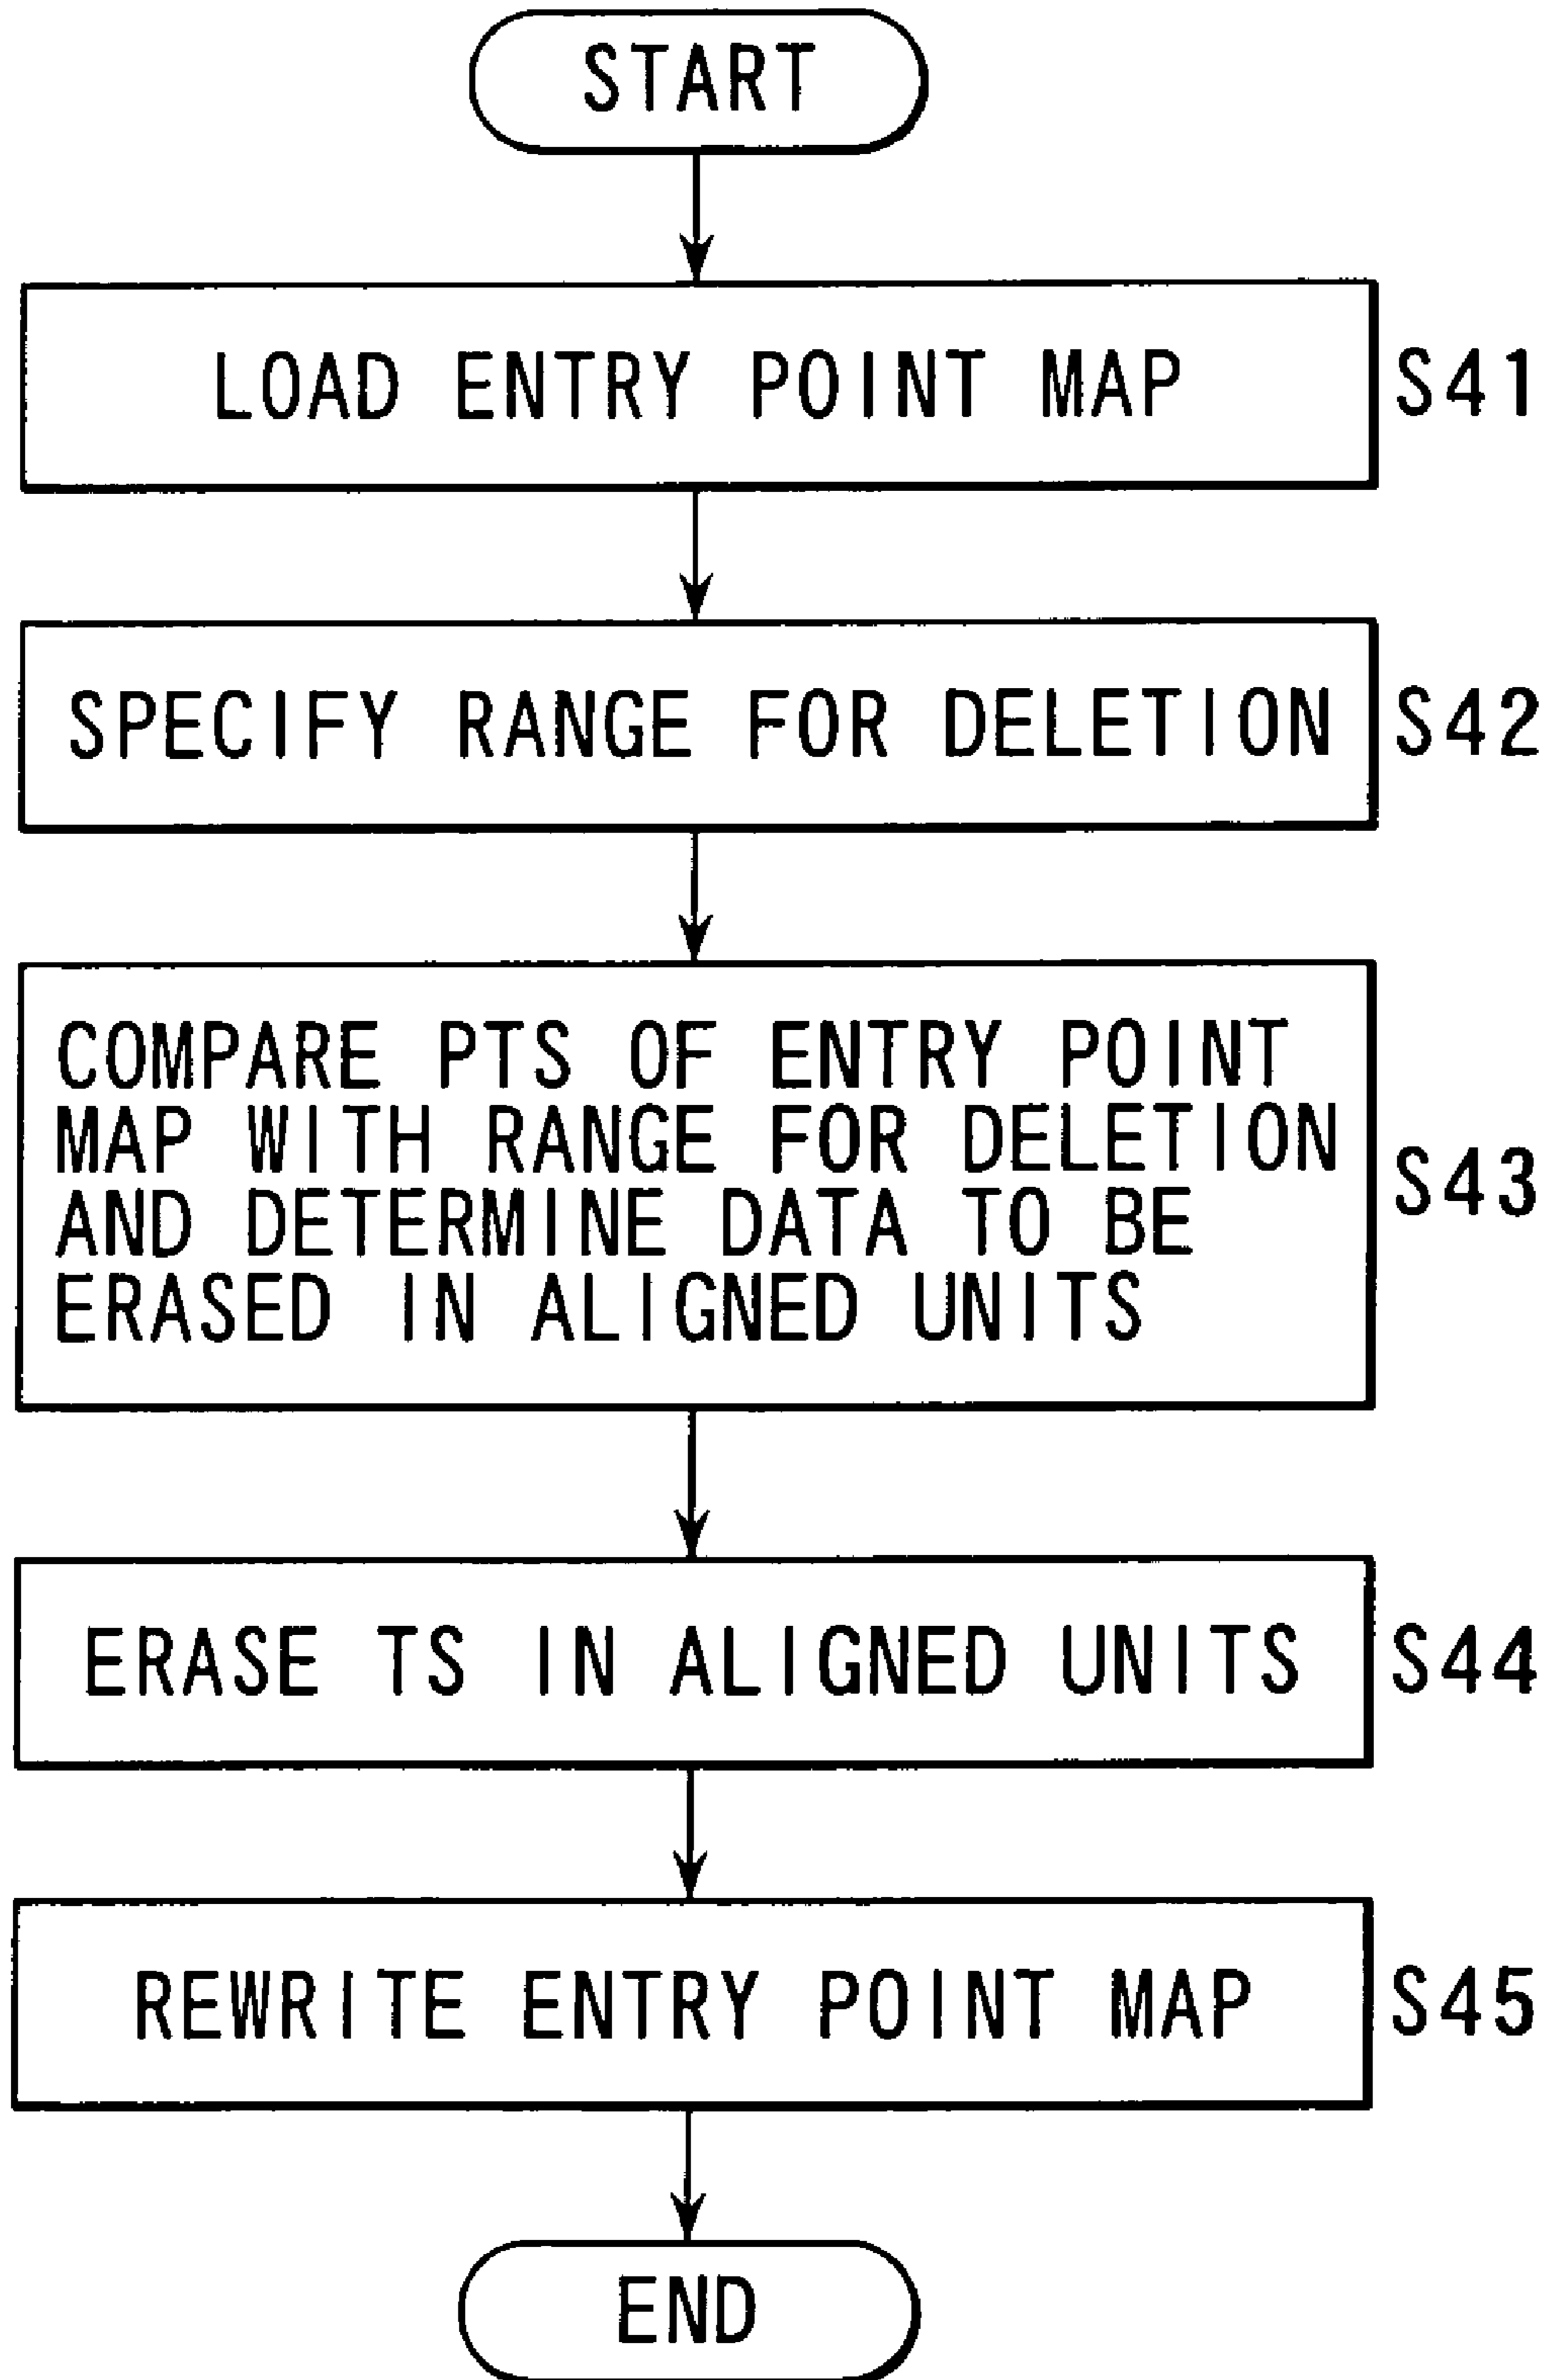 START
LOAD ENTRY POINT MAP S41
SPECIFY RANGE FOR DELETION S42
COMPARE PTS OF ENTRY POINT
MAP WITH RANGE FOR DELETION
AND DETERMINE DATA TO BE
ERASED IN ALIGNED UNITS
S43
ERASE TS IN ALIGNED UNITS S44
REWRITE ENTRY POINT MAP S45
END